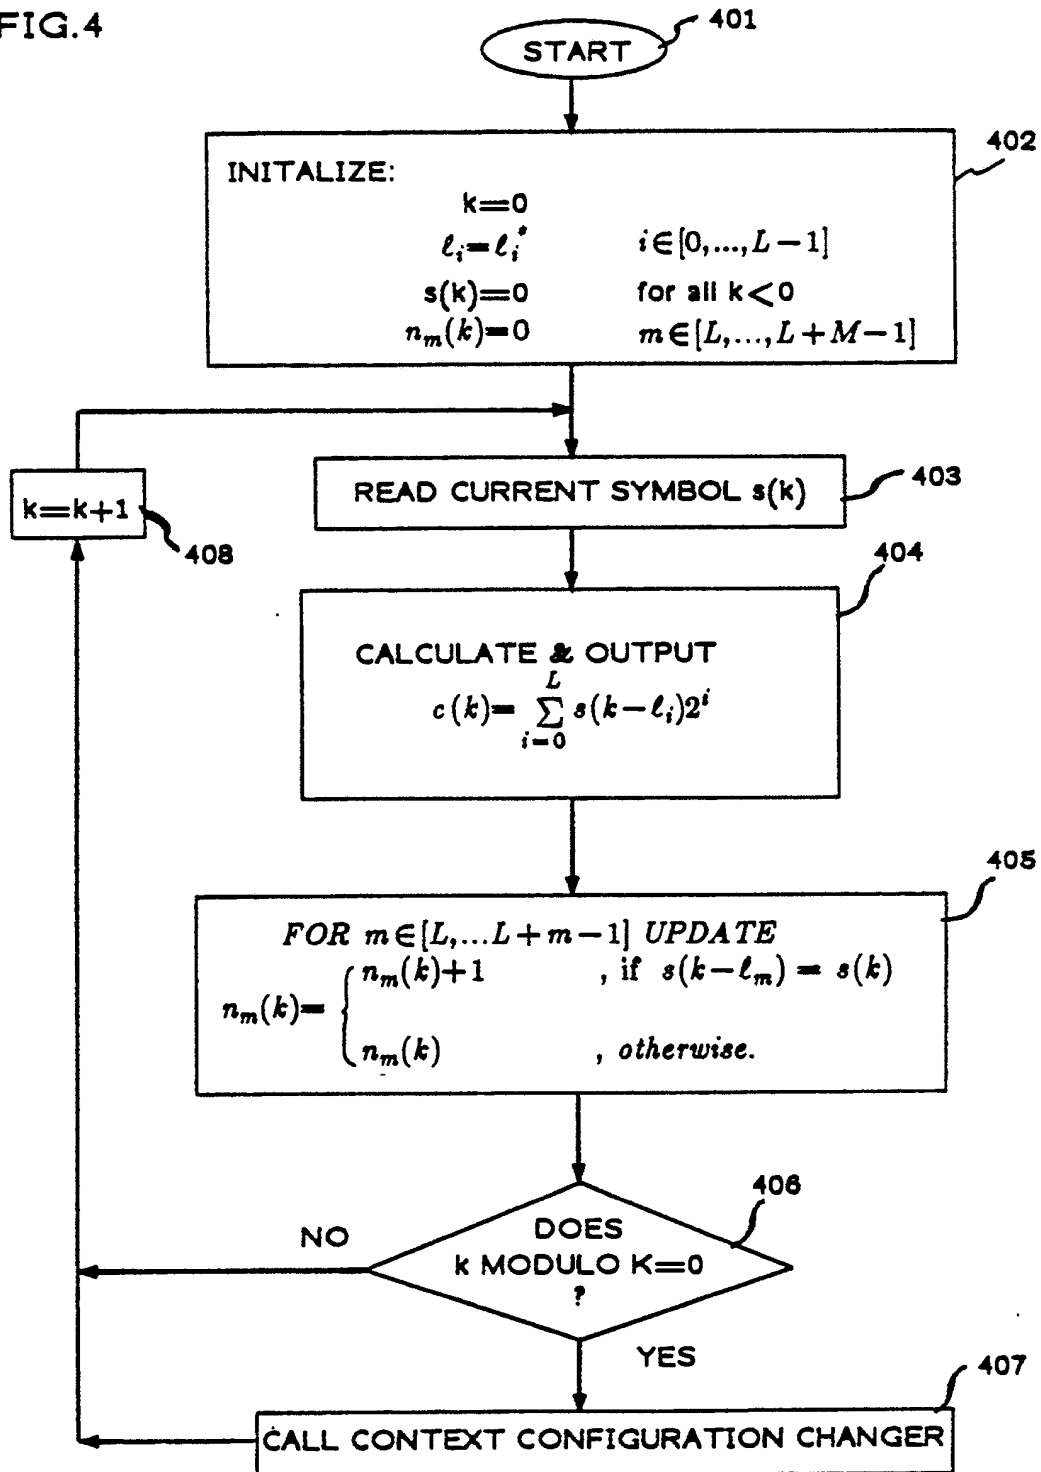 FIG.4
START
401
402
INITALIZE:
k=0
ℓ_i=ℓ_i^* i∈[0,...,L−1]
s(k)=0 for all k<0
n_m(k)=0 m∈[L,...,L+M−1]
READ CURRENT SYMBOL s(k)
403
k=k+1
408
404
CALCULATE & OUTPUT
c(k)=∑_{i=0}^{L} s(k−ℓ_i)2^i
405
FOR m∈[L,...L+m−1] UPDATE
n_m(k)= { n_m(k)+1 , if s(k−ℓ_m) = s(k)
n_m(k) , otherwise.
406
DOES
k MODULO K=0
?
NO
YES
407
CALL CONTEXT CONFIGURATION CHANGER